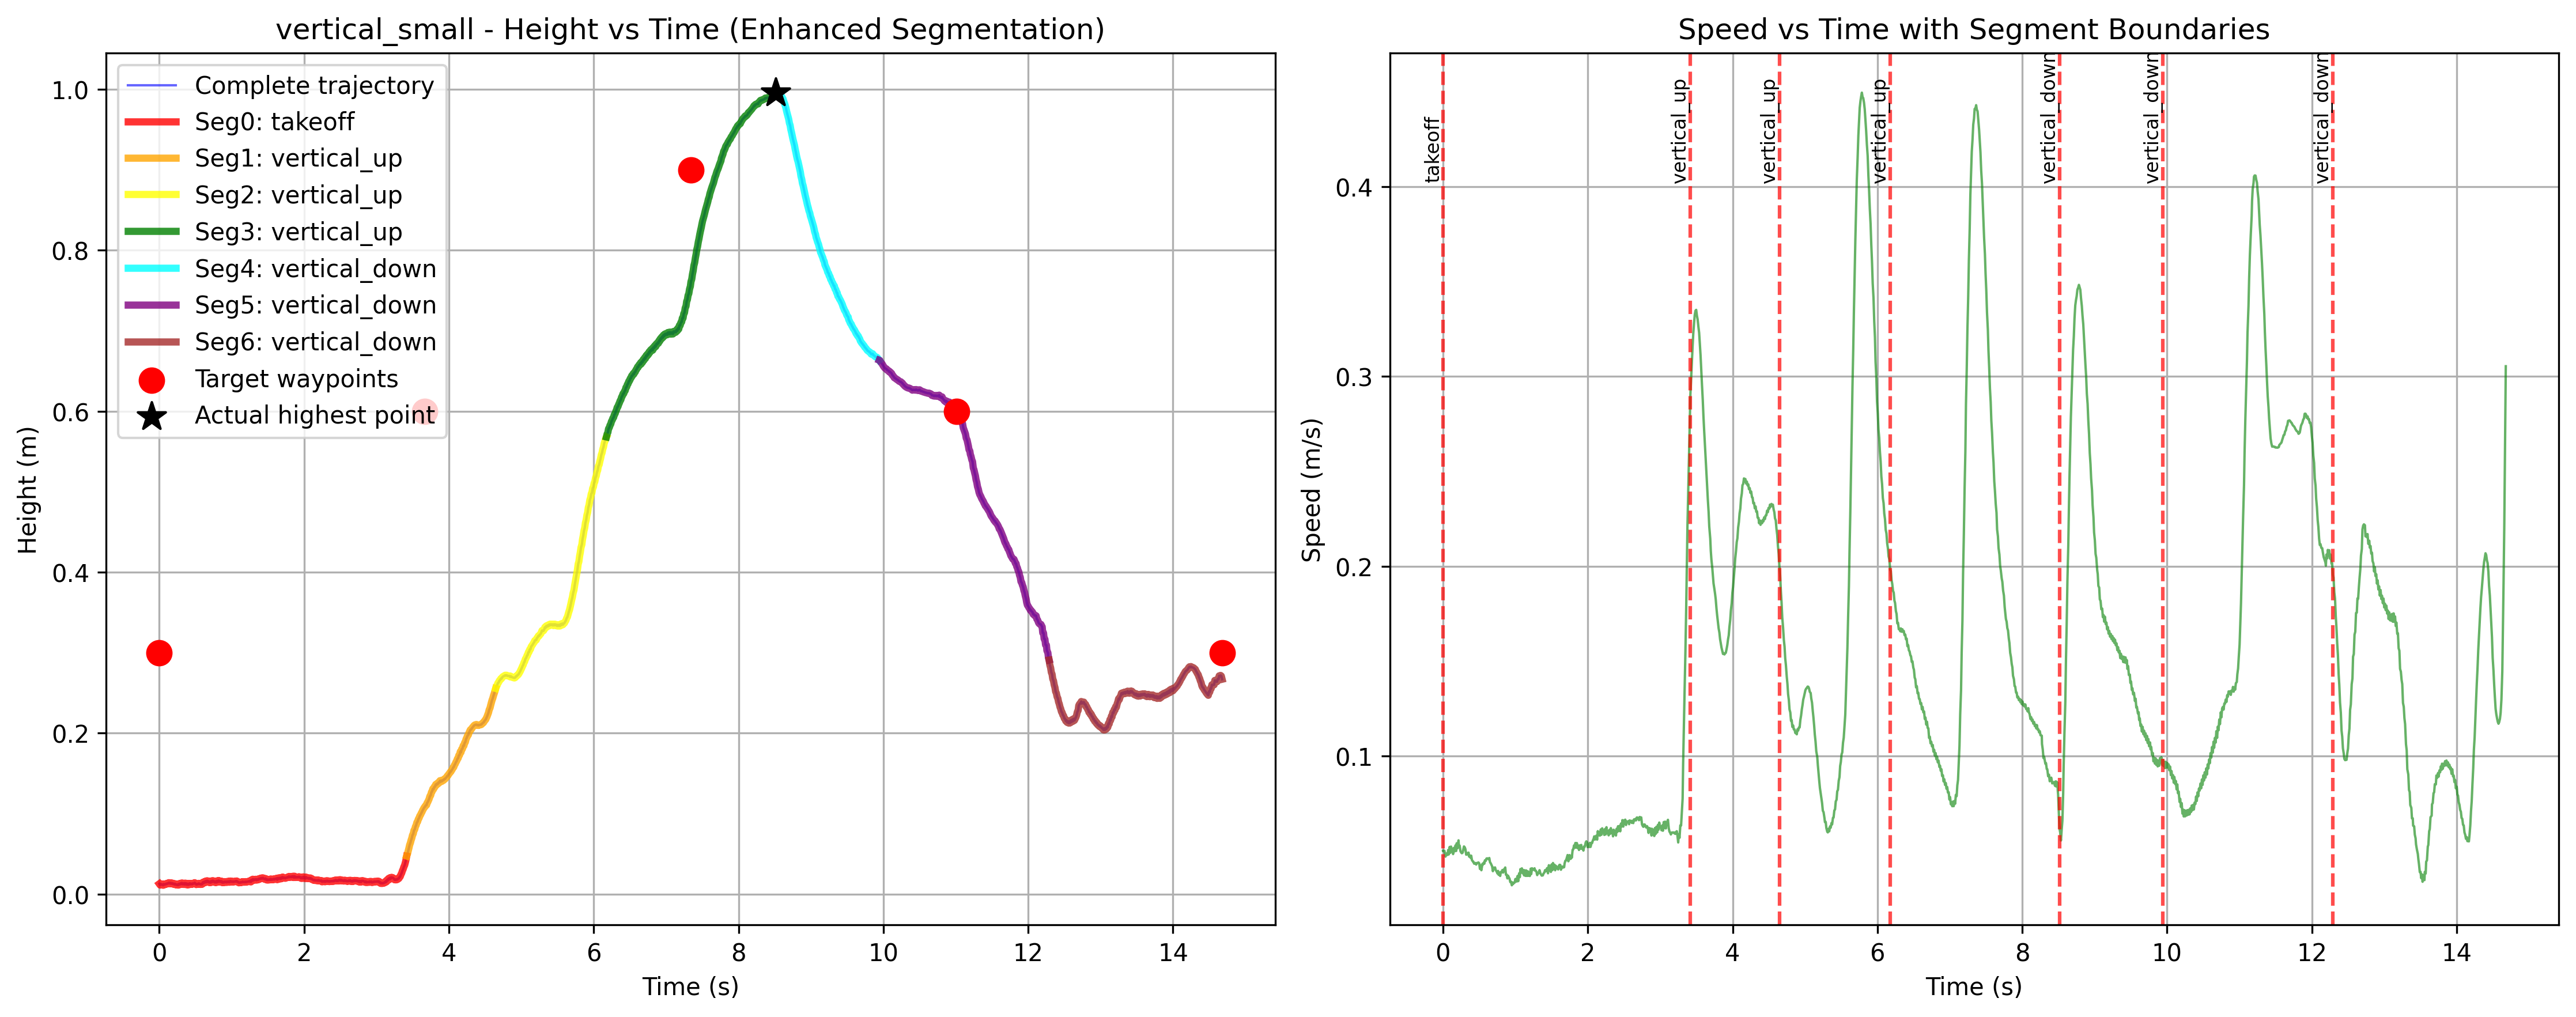 vertical_small - Height vs Time (Enhanced Segmentation)
Height (m)
1.0
0.8
0.6
0.4
0.2
0.0
Complete trajectory
Seg0: takeoff
Seg1: vertical_up
Seg2: vertical_up
Seg3: vertical_up
Seg4: vertical_down
Seg5: vertical_down
Seg6: vertical_down
Target waypoints
Actual highest point
0 2 4 6 8 10 12 14
Time (s)
Speed vs Time with Segment Boundaries
Speed (m/s)
0.4
0.3
0.2
0.1
takeoff
vertical_up
vertical_up
vertical_up
vertical_down
vertical_down
vertical_down
0 2 4 6 8 10 12 14
Time (s)